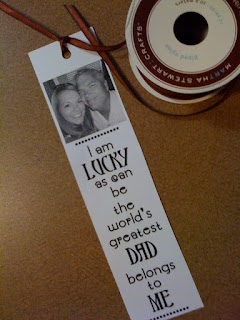 I am
LUCKY
as can
be
the
world's
greatest
DAD
belongs
to
ME
MARTHA STEWART CRAFTS